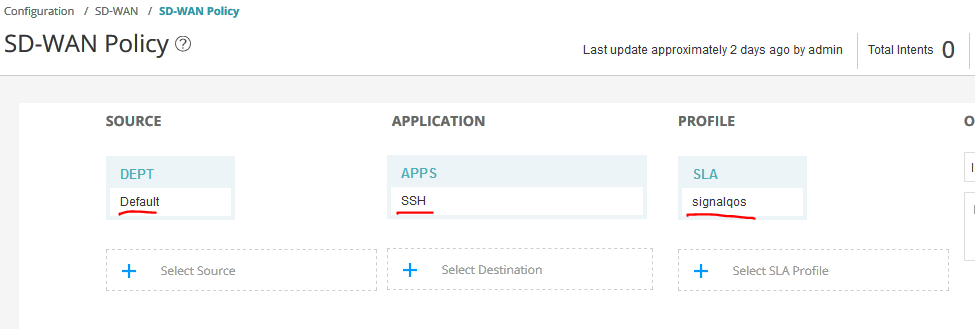 Configuration / SD-WAN / SD-WAN Policy
SD-WAN Policy ?
Last update approximately 2 days ago by admin Total Intents 0
SOURCE APPLICATION PROFILE
DEPT APPS SLA
Default SSH signalqos
+ Select Source + Select Destination + Select SLA Profile